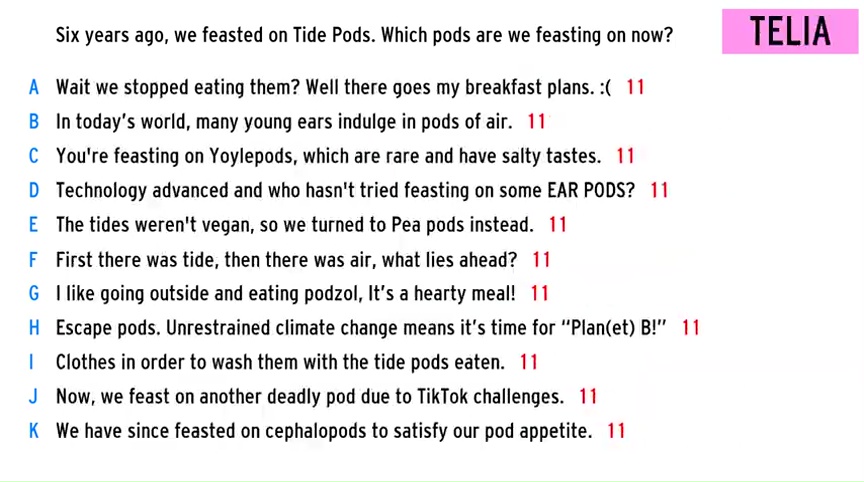 Six years ago, we feasted on Tide Pods. Which pods are we feasting on now?
TELIA
A Wait we stopped eating them? Well there goes my breakfast plans. :( 11
B In today's world, many young ears indulge in pods of air. 11
C You're feasting on Yoylepods, which are rare and have salty tastes. 11
D Technology advanced and who hasn't tried feasting on some EAR PODS? 11
E The tides weren't vegan, so we turned to Pea pods instead. 11
F First there was tide, then there was air, what lies ahead? 11
G I like going outside and eating podzol, It's a hearty meal! 11
H Escape pods. Unrestrained climate change means it's time for “Plan(et) B!” 11
I Clothes in order to wash them with the tide pods eaten. 11
J Now, we feast on another deadly pod due to TikTok challenges. 11
K We have since feasted on cephalopods to satisfy our pod appetite. 11